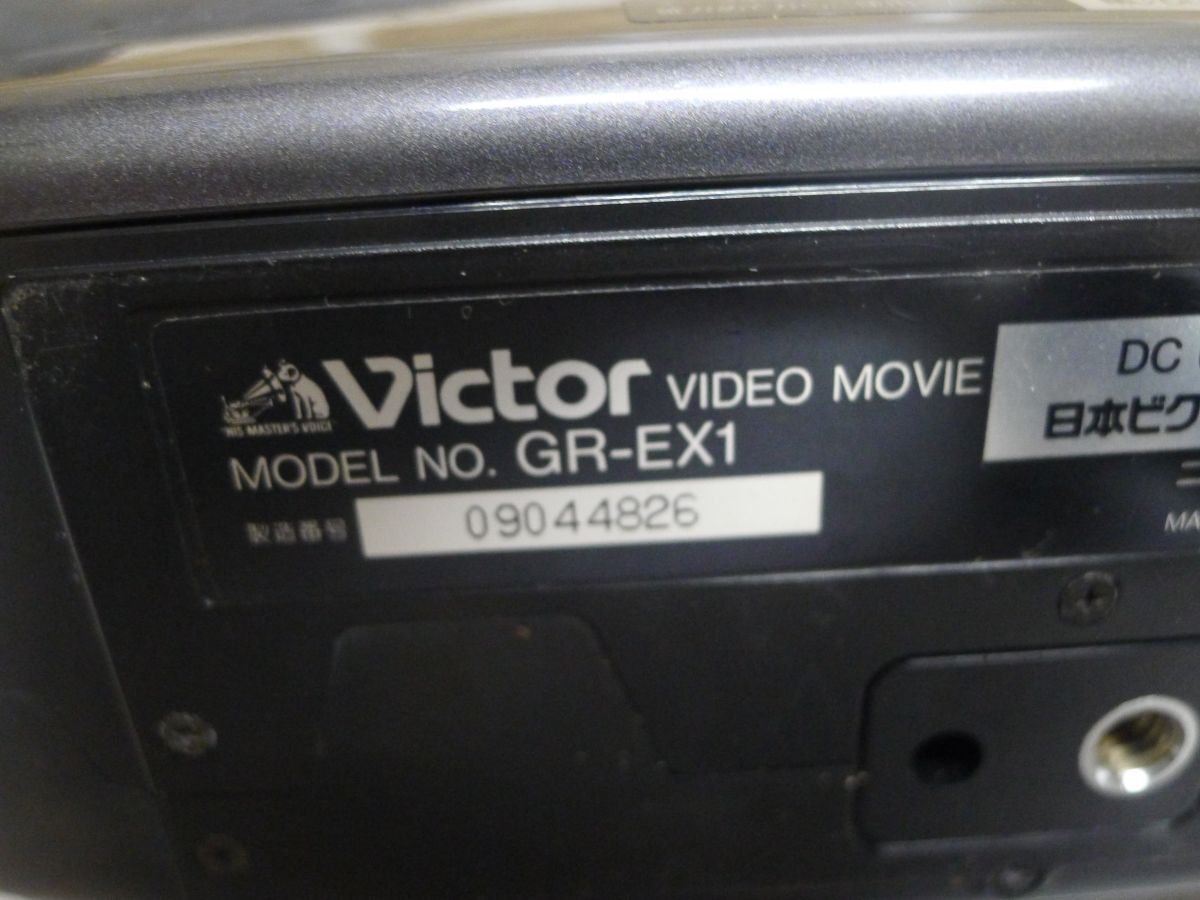 Victor VIDEO MOVIE
"HIS MASTER'S VOICE"
MODEL NO. GR-EX1
製造番号 09044826
DC
日本ビク
MA